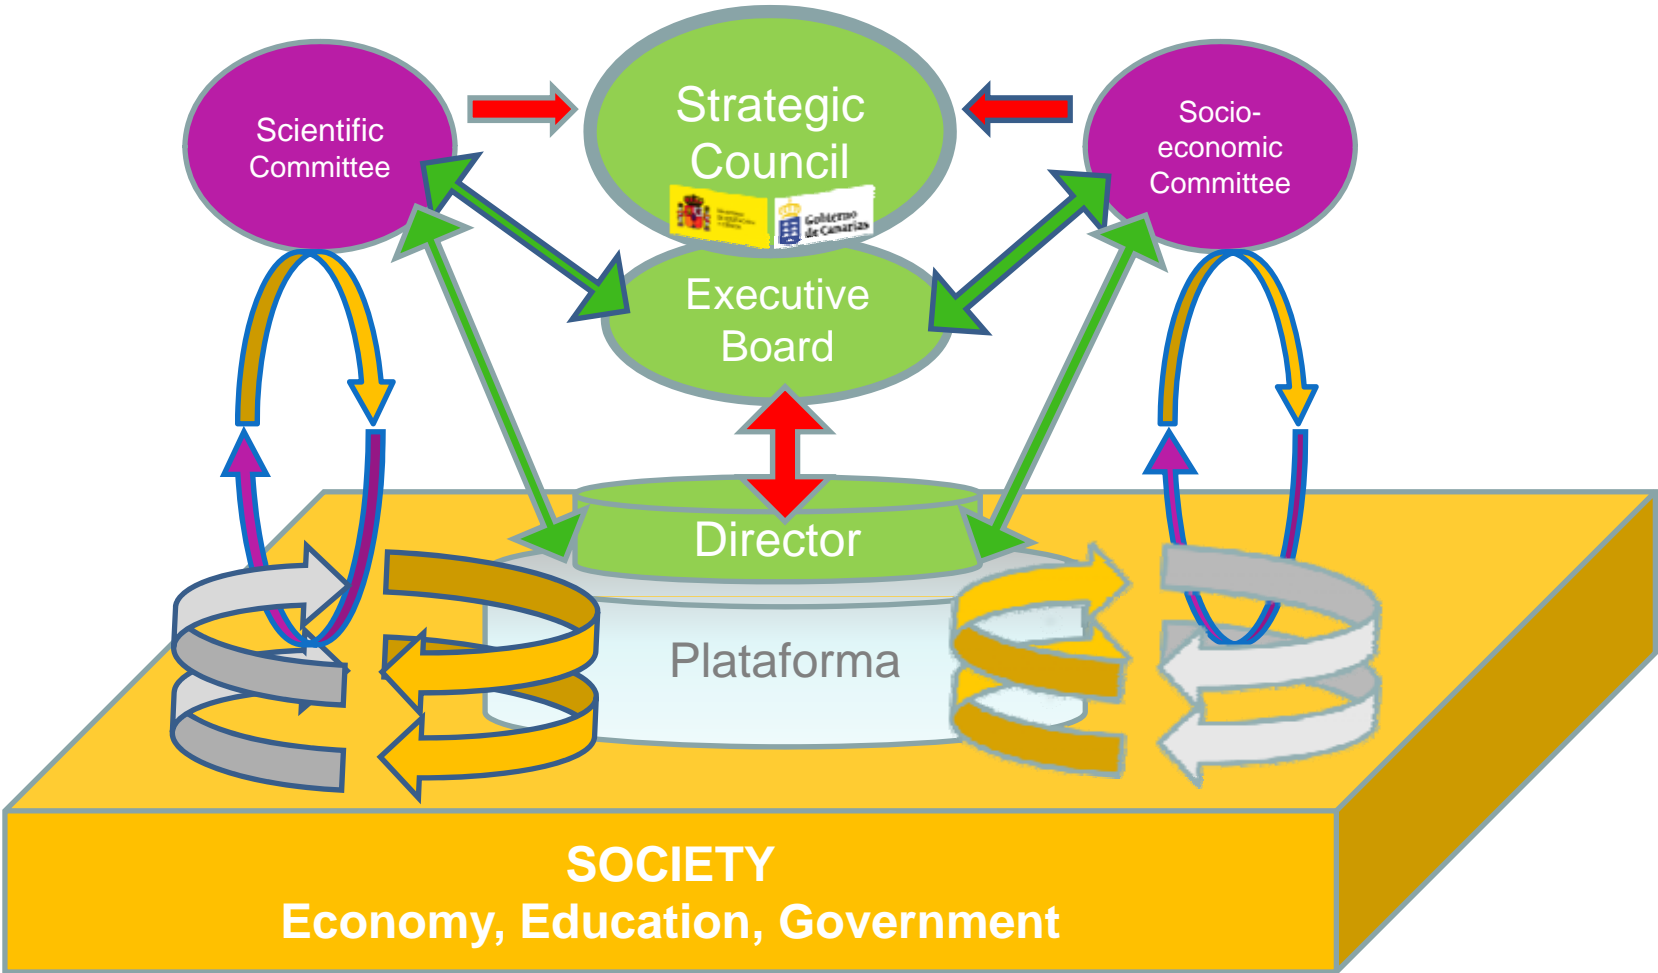 Strategic
Council
Scientific
Committee
Socio-
economic
Committee
Gobierno
de Canarias
Executive
Board
Director
Plataforma
SOCIETY
Economy, Education, Government